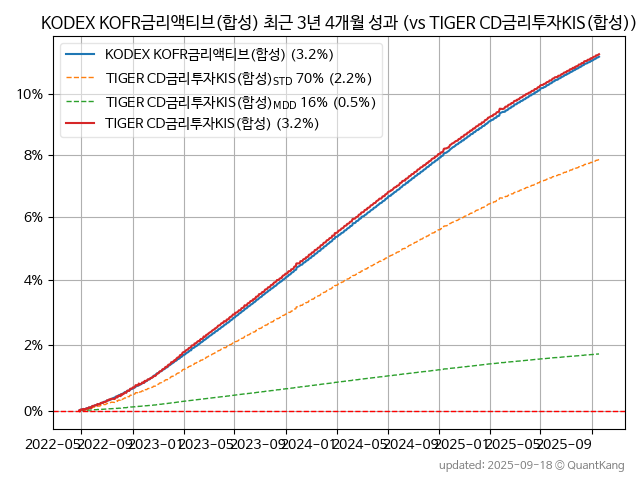 KODEX KOFR금리액티브(합성) 최근 3년 4개월 성과 (vs TIGER CD금리투자KIS(합성))
KODEX KOFR금리액티브(합성) (3.2%)
TIGER CD금리투자KIS(합성)STD 70% (2.2%)
TIGER CD금리투자KIS(합성)MDD 16% (0.5%)
TIGER CD금리투자KIS(합성) (3.2%)
10%
8%
6%
4%
2%
0%
2022-05 2022-09 2023-01 2023-05 2023-09 2024-01 2024-05 2024-09 2025-01 2025-05 2025-09
updated: 2025-09-18 © QuantKang